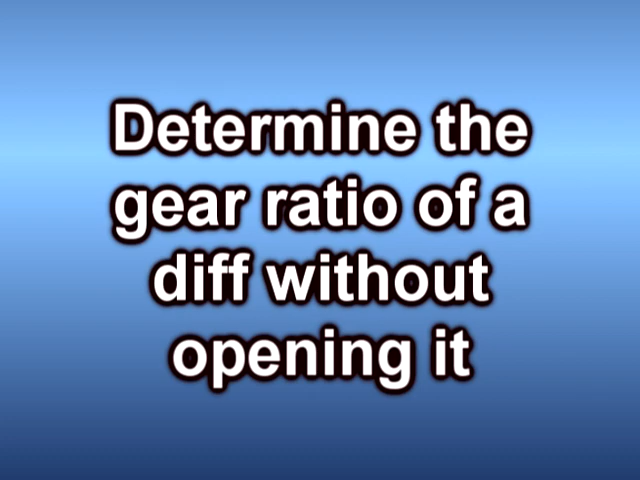 Determine the
gear ratio of a
diff without
opening it